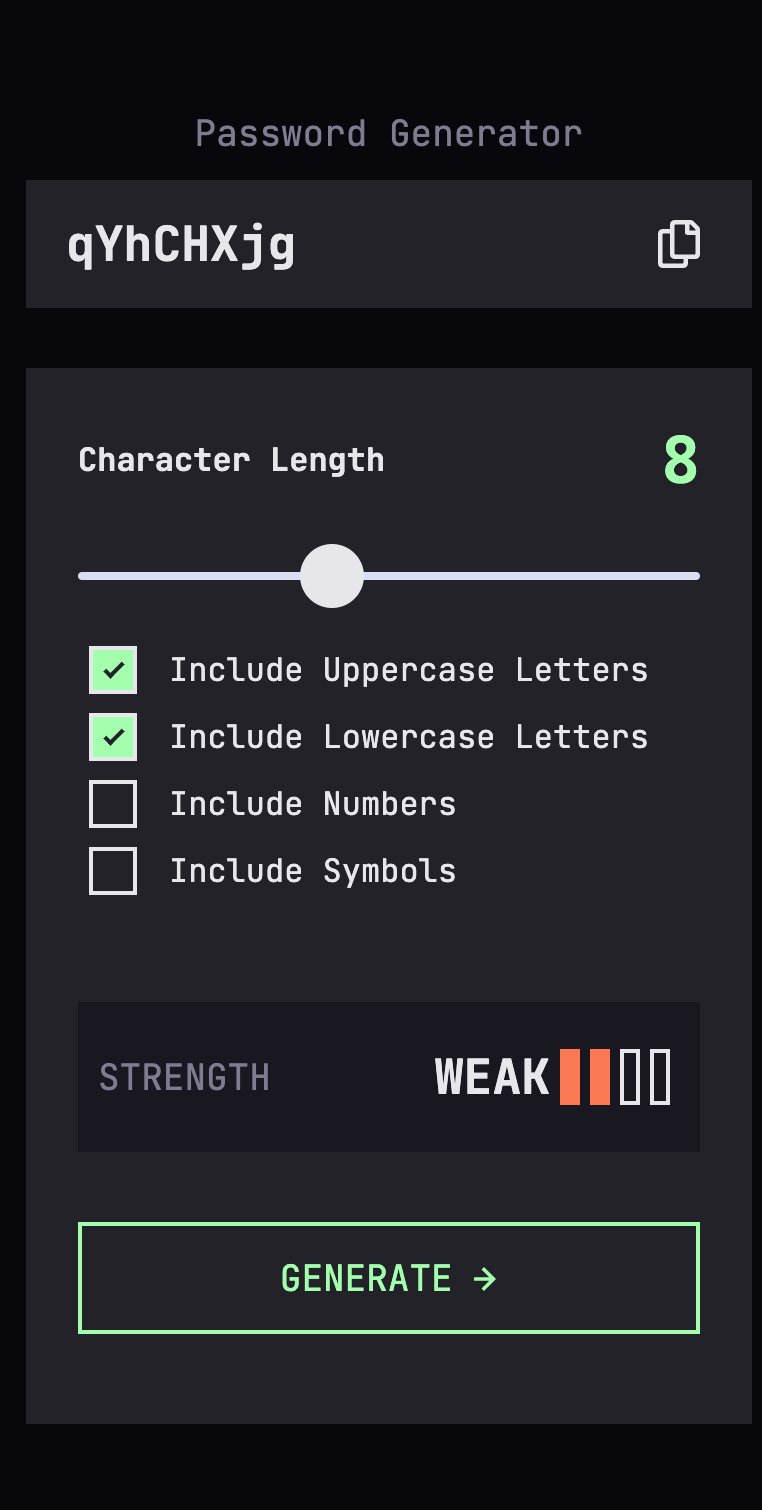 Password Generator
qYhCHXjg
Character Length 8
Include Uppercase Letters
Include Lowercase Letters
Include Numbers
Include Symbols
STRENGTH WEAK
GENERATE →